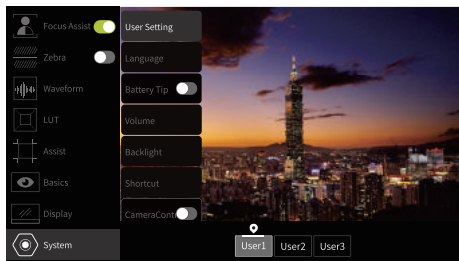 Focus Assist
Zebra
Waveform
LUT
Assist
Basics
Display
System
User Setting
Language
Battery Tip
Volume
Backlight
Shortcut
CameraContr
User1
User2
User3